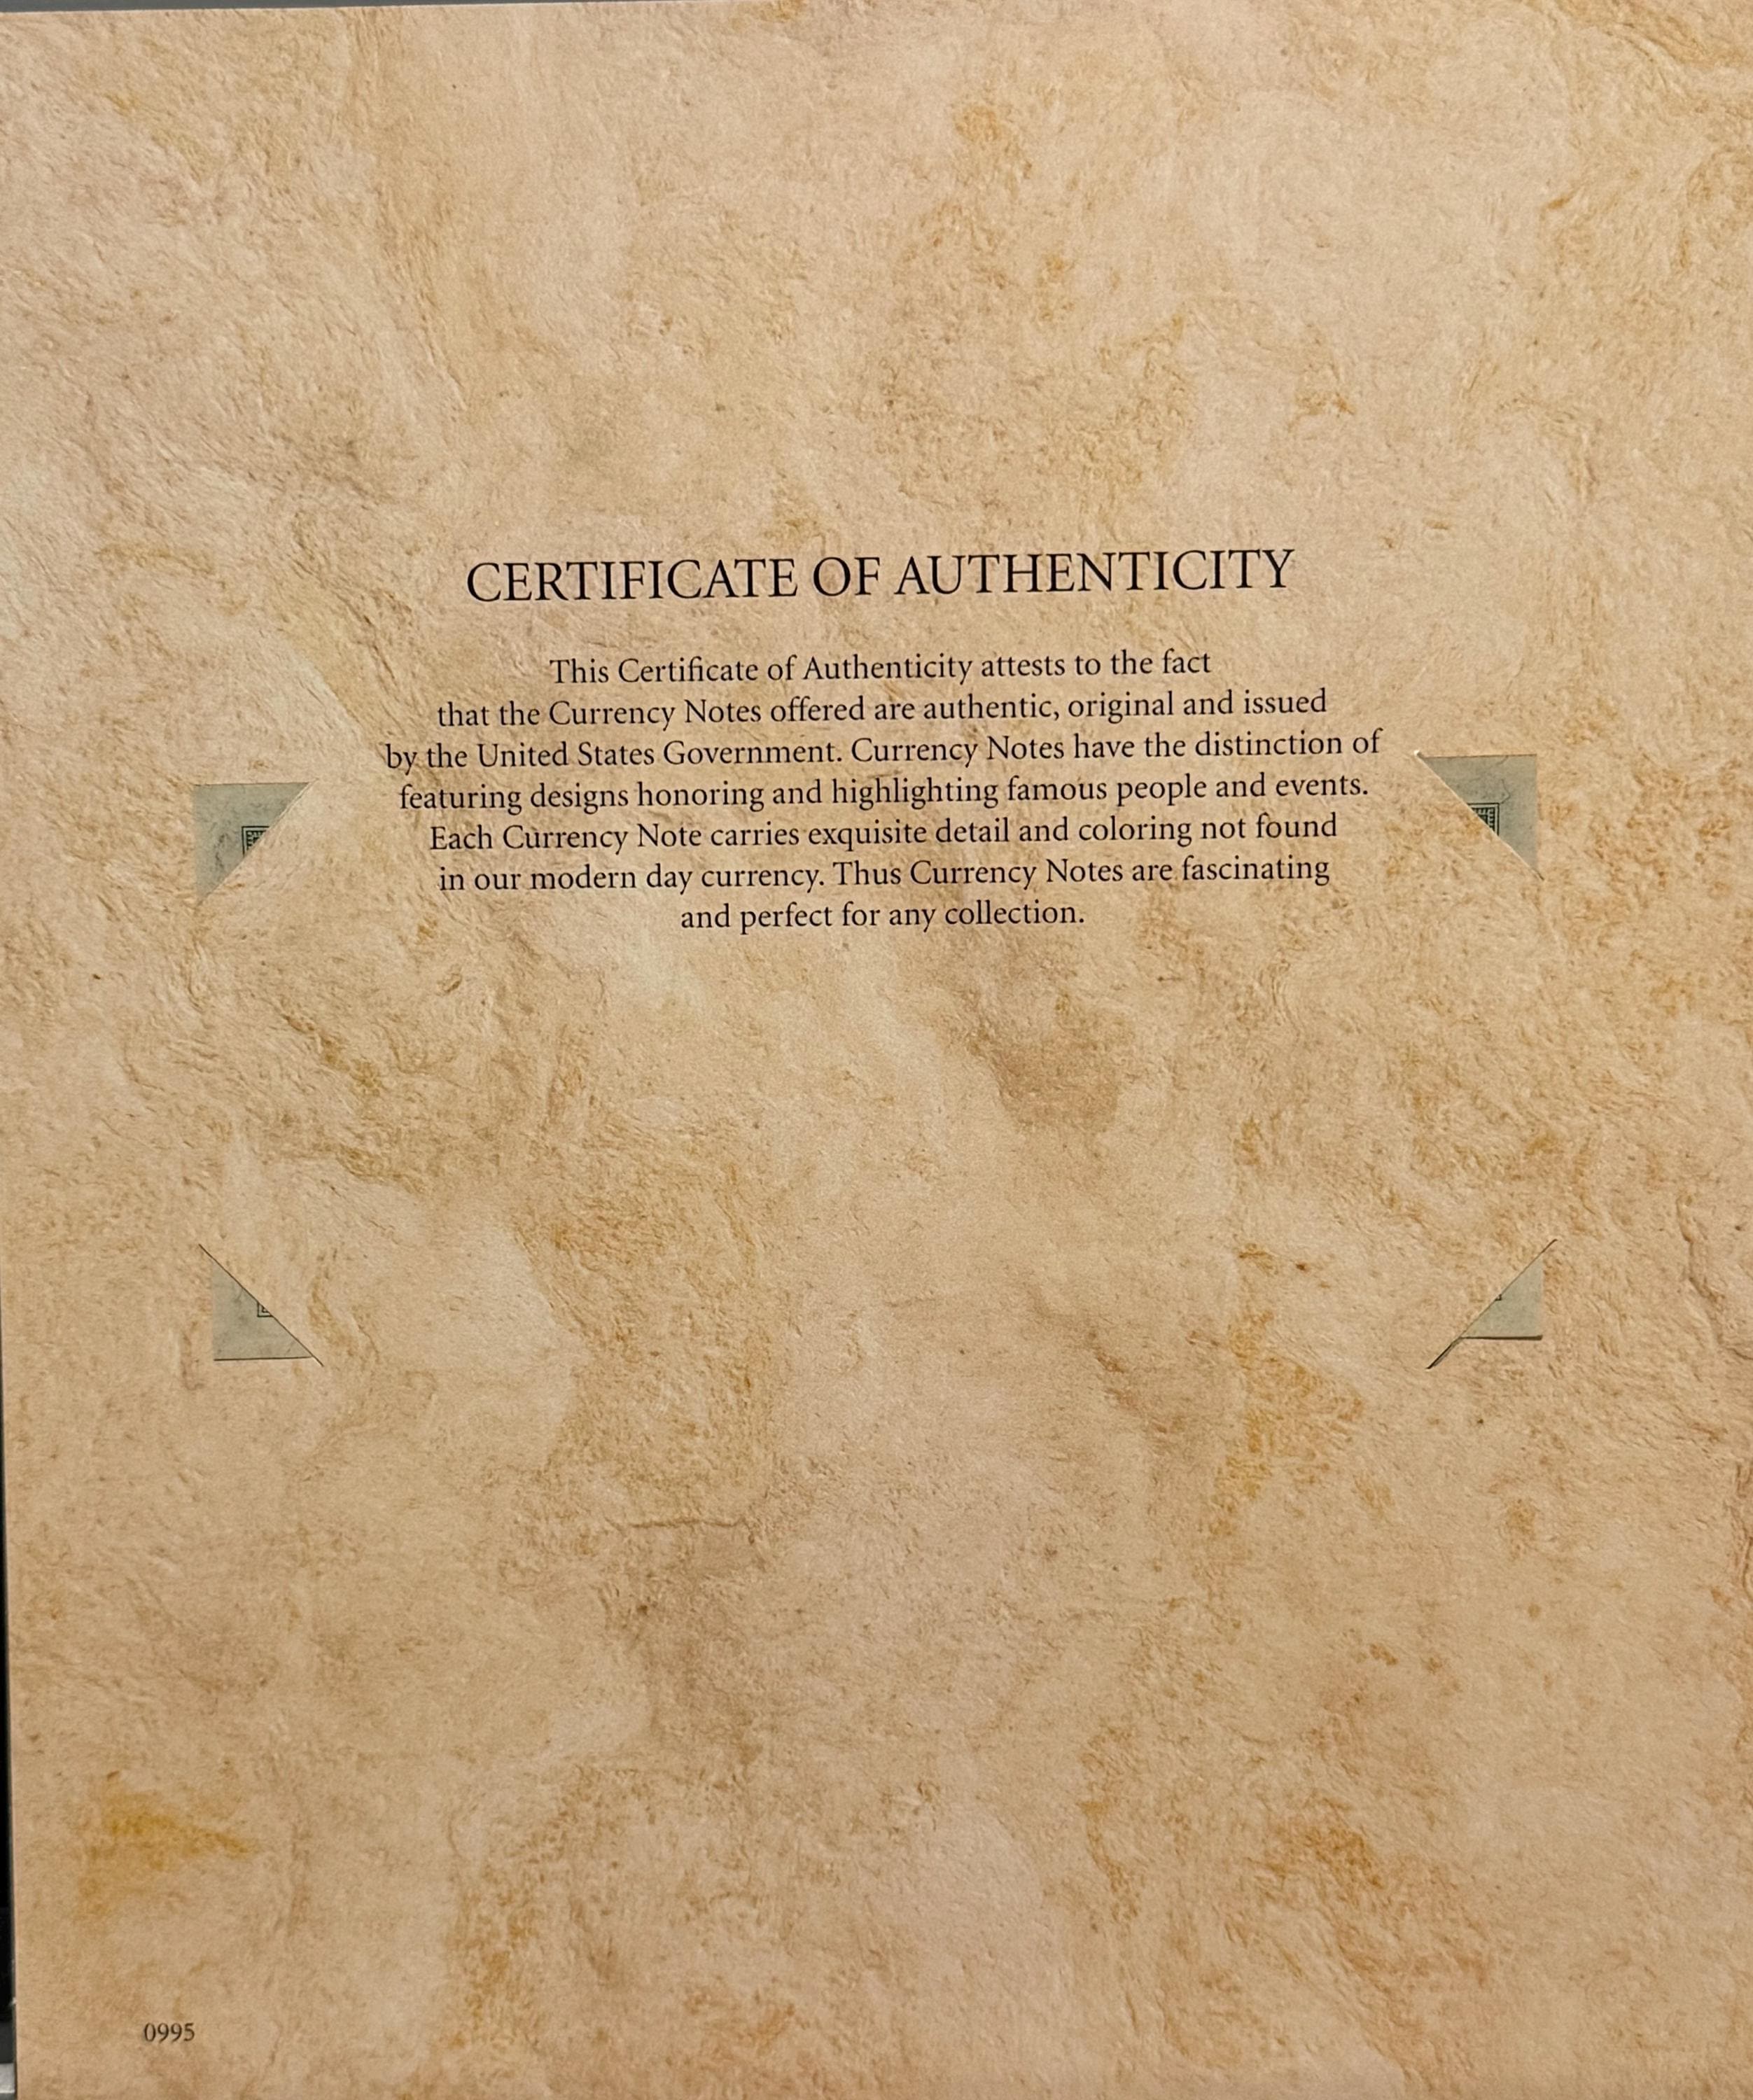 CERTIFICATE OF AUTHENTICITY
This Certificate of Authenticity attests to the fact
that the Currency Notes offered are authentic, original and issued
by the United States Government. Currency Notes have the distinction of
featuring designs honoring and highlighting famous people and events.
Each Currency Note carries exquisite detail and coloring not found
in our modern day currency. Thus Currency Notes are fascinating
and perfect for any collection.
0995